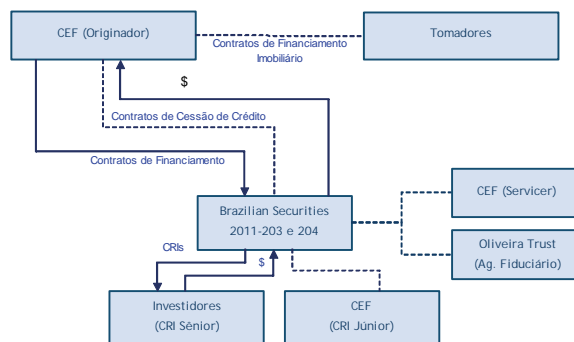 CEF (Originador)
Tomadores
Contratos de Financiamento
Imobiliário
$
Contratos de Cessão de Crédito
Contratos de Financiamento
CEF (Servicer)
Brazilian Securities
2011-203 e 204
Oliveira Trust
(Ag. Fiduciário)
CRIs
$
Investidores
(CRI Sênior)
CEF
(CRI Júnior)